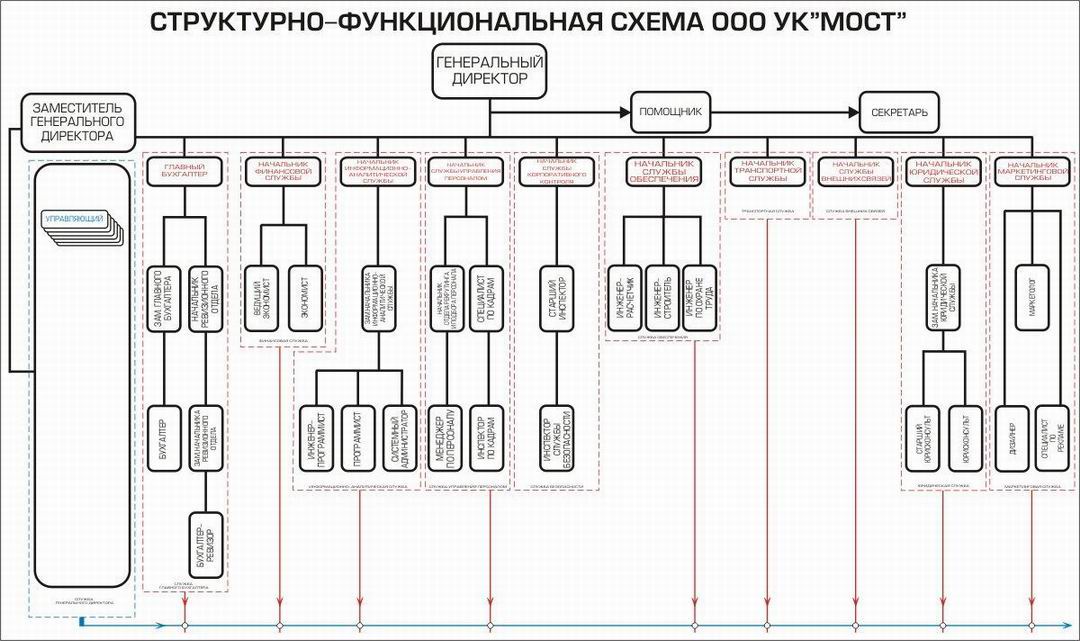 СТРУКТУРНО-ФУНКЦИОНАЛЬНАЯ СХЕМА ООО УК"МОСТ"
ГЕНЕРАЛЬНЫЙ
ДИРЕКТОР
ЗАМЕСТИТЕЛЬ
ГЕНЕРАЛЬНОГО
ДИРЕКТОРА
ПОМОЩНИК
СЕКРЕТАРЬ
ГЛАВНЫЙ
БУХГАЛТЕР
НАЧАЛЬНИК
ФИНАНСОВОЙ
СЛУЖБЫ
НАЧАЛЬНИК
ИНФОРМАЦИОННО-
АНАЛИТИЧЕСКОЙ
СЛУЖБЫ
НАЧАЛЬНИК
СЛУЖБЫ УПРАВЛЕНИЯ
ПЕРСОНАЛОМ
НАЧАЛЬНИК
СЛУЖБЫ
КОРПОРАТИВНОГО
КОНТРОЛЯ
НАЧАЛЬНИК
СЛУЖБЫ
ОБЕСПЕЧЕНИЯ
НАЧАЛЬНИК
ТРАНСПОРТНОЙ
СЛУЖБЫ
НАЧАЛЬНИК
СЛУЖБЫ
ВНЕШНИХ СВЯЗЕЙ
НАЧАЛЬНИК
ЮРИДИЧЕСКОЙ
СЛУЖБЫ
НАЧАЛЬНИК
МАРКЕТИНГОВОЙ
СЛУЖБЫ
УПРАВЛЯЮЩИЙ
ТРАНСПОРТНАЯ СЛУЖБА
СЛУЖБА ВНЕШНИХ СВЯЗЕЙ
ЗАМ. ГЛАВНОГО
БУХГАЛТЕРА
НАЧАЛЬНИК
РЕВИЗИОННОГО
ОТДЕЛА
ВЕДУЩИЙ
ЭКОНОМИСТ
ЭКОНОМИСТ
ЗАМ.НАЧАЛЬНИКА
ИНФОРМАЦИОННО-
АНАЛИТИЧЕСКОЙ
СЛУЖБЫ
НАЧАЛЬНИК
ОТДЕЛА РЕКРУТИНГА
И ПОДБОРА ПЕРСОНАЛА
СПЕЦИАЛИСТ
ПО КАДРАМ
СТАРШИЙ
ИНСПЕКТОР
ИНЖЕНЕР-
РАСЧЕТЧИК
ИНЖЕНЕР-
СТРОИТЕЛЬ
ИНЖЕНЕР
ПО ОХРАНЕ
ТРУДА
ЗАМ. НАЧАЛЬНИКА
ЮРИДИЧЕСКОЙ
СЛУЖБЫ
МАРКЕТОЛОГ
ФИНАНСОВАЯ СЛУЖБА
СЛУЖБА ОБЕСПЕЧЕНИЯ
БУХГАЛТЕР
ЗАМ.НАЧАЛЬНИКА
РЕВИЗИОННОГО
ОТДЕЛА
ИНЖЕНЕР-
ПРОГРАММИСТ
ПРОГРАММИСТ
СИСТЕМНЫЙ
АДМИНИСТРАТОР
МЕНЕДЖЕР
ПО ПЕРСОНАЛУ
ИНСПЕКТОР
ПО КАДРАМ
ИНСПЕКТОР
СЛУЖБЫ
БЕЗОПАСНОСТИ
СТАРШИЙ
ЮРИСКОНСУЛЬТ
ЮРИСКОНСУЛЬТ
ДИЗАЙНЕР
СПЕЦИАЛИСТ
ПО
РЕКЛАМЕ
ИНФОРМАЦИОННО- АНАЛИТИЧЕСКАЯ СЛУЖБА
СЛУЖБА УПРАВЛЕНИЯ ПЕРСОНАЛОМ
СЛУЖБА БЕЗОПАСНОСТИ
ЮРИДИЧЕСКАЯ СЛУЖБА
МАРКЕТИНГОВАЯ СЛУЖБА
БУХГАЛТЕР-
РЕВИЗОР
СЛУЖБА
ГЛАВНОГО БУХГАЛТЕРА
СЛУЖБА
ГЕНЕРАЛЬНОГО ДИРЕКТОРА